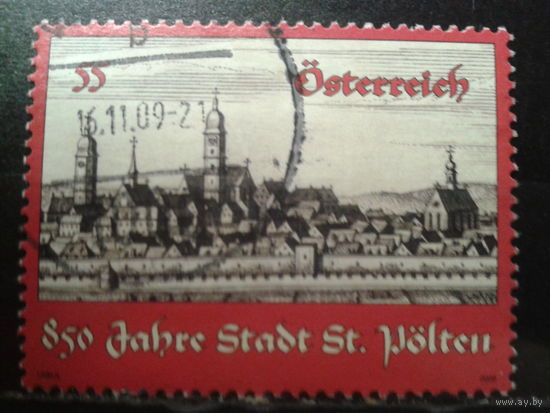 55 Österreich
16.11.09-21
850 Jahre Stadt St. Pölten
www.ay.by